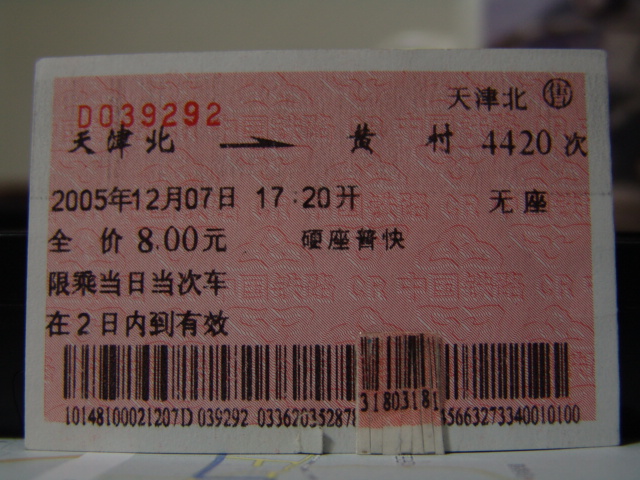 天津北 售
D039292
天津北 黄村 4420次
2005年12月07日 17·20开 无座
全价8.00元 硬座普快
限乘当日当次车
在2日内到有效
31803181
10148100021207D 039292 03362035287 5663273340010100